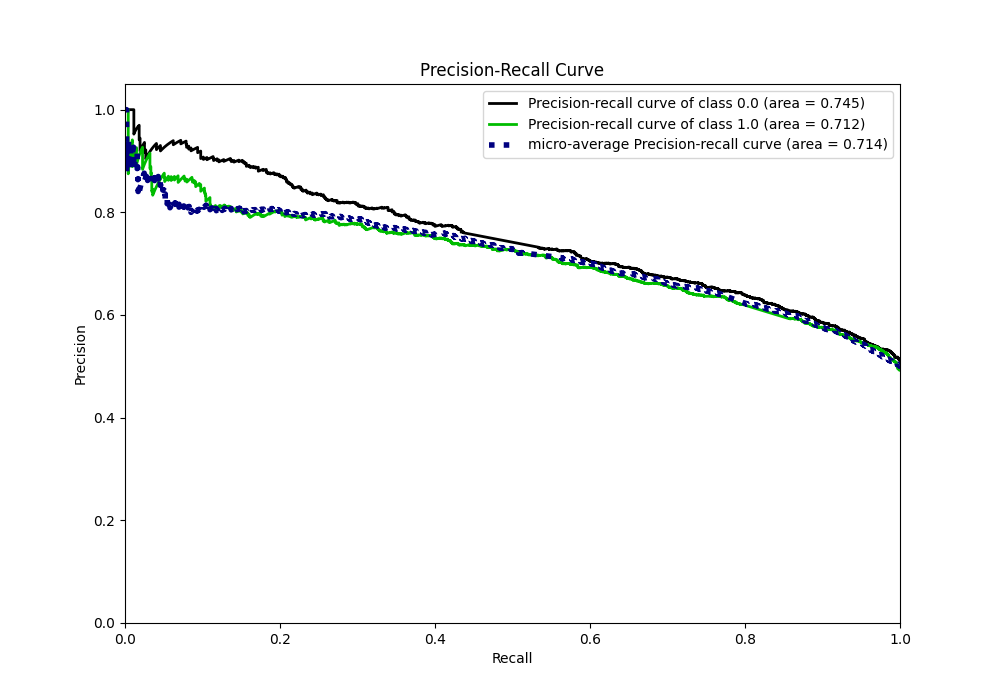 Precision-Recall Curve
Precision-recall curve of class 0.0 (area = 0.745)
Precision-recall curve of class 1.0 (area = 0.712)
micro-average Precision-recall curve (area = 0.714)
1.0
0.8
0.6
0.4
0.2
0.0
Precision
0.0 0.2 0.4 0.6 0.8 1.0
Recall